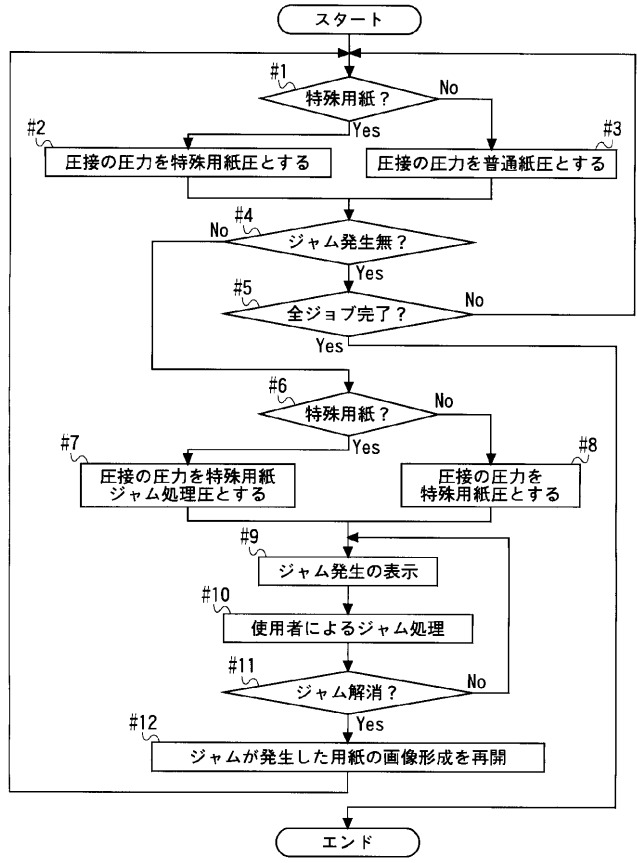 スタート
#1
特殊用紙？
No
Yes
#2
圧接の圧力を特殊用紙圧とする
#3
圧接の圧力を普通紙圧とする
#4
No
ジャム発生無？
Yes
#5
全ジョブ完了？
No
Yes
#6
特殊用紙？
No
Yes
#7
圧接の圧力を特殊用紙
ジャム処理圧とする
#8
圧接の圧力を
特殊用紙圧とする
#9
ジャム発生の表示
#10
使用者によるジャム処理
#11
ジャム解消？
No
Yes
#12
ジャムが発生した用紙の画像形成を再開
エンド